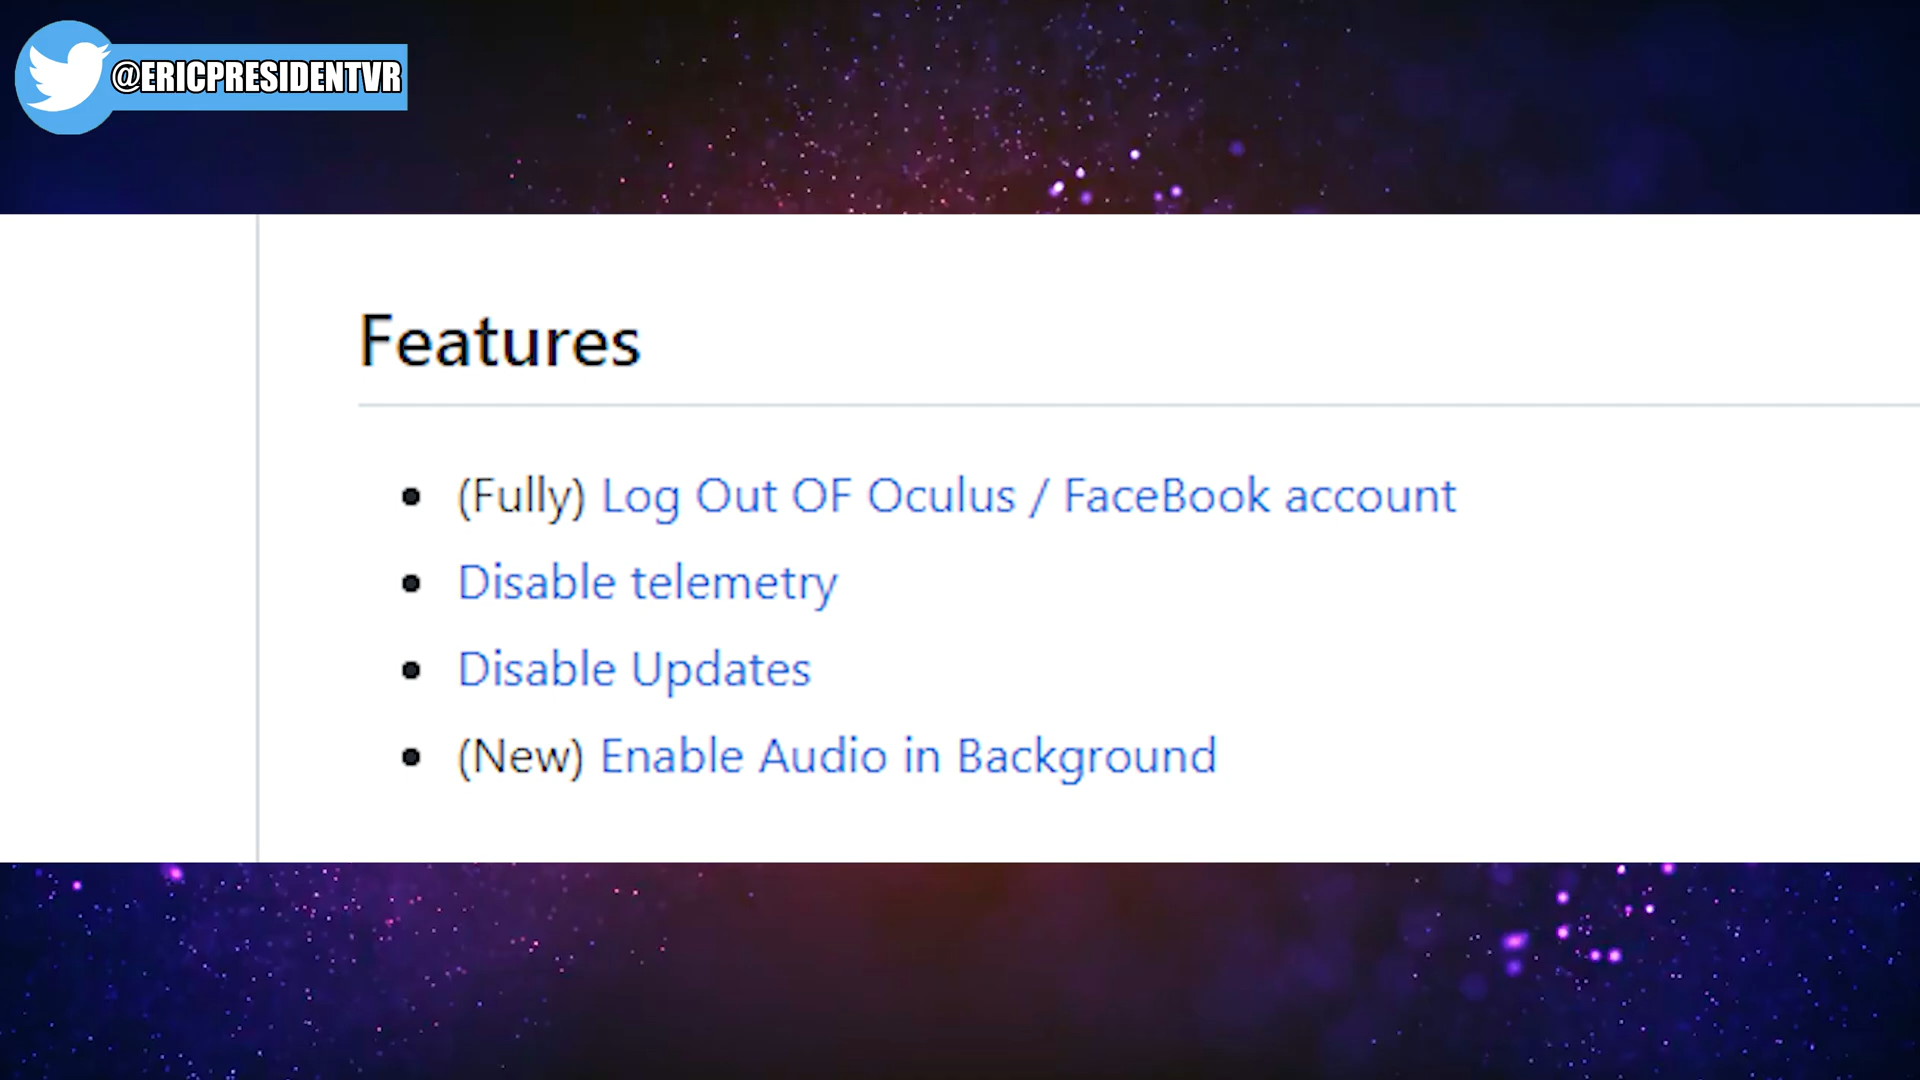 @ERICPRESIDENTVR
Features
(Fully) Log Out OF Oculus / FaceBook account
Disable telemetry
Disable Updates
(New) Enable Audio in Background